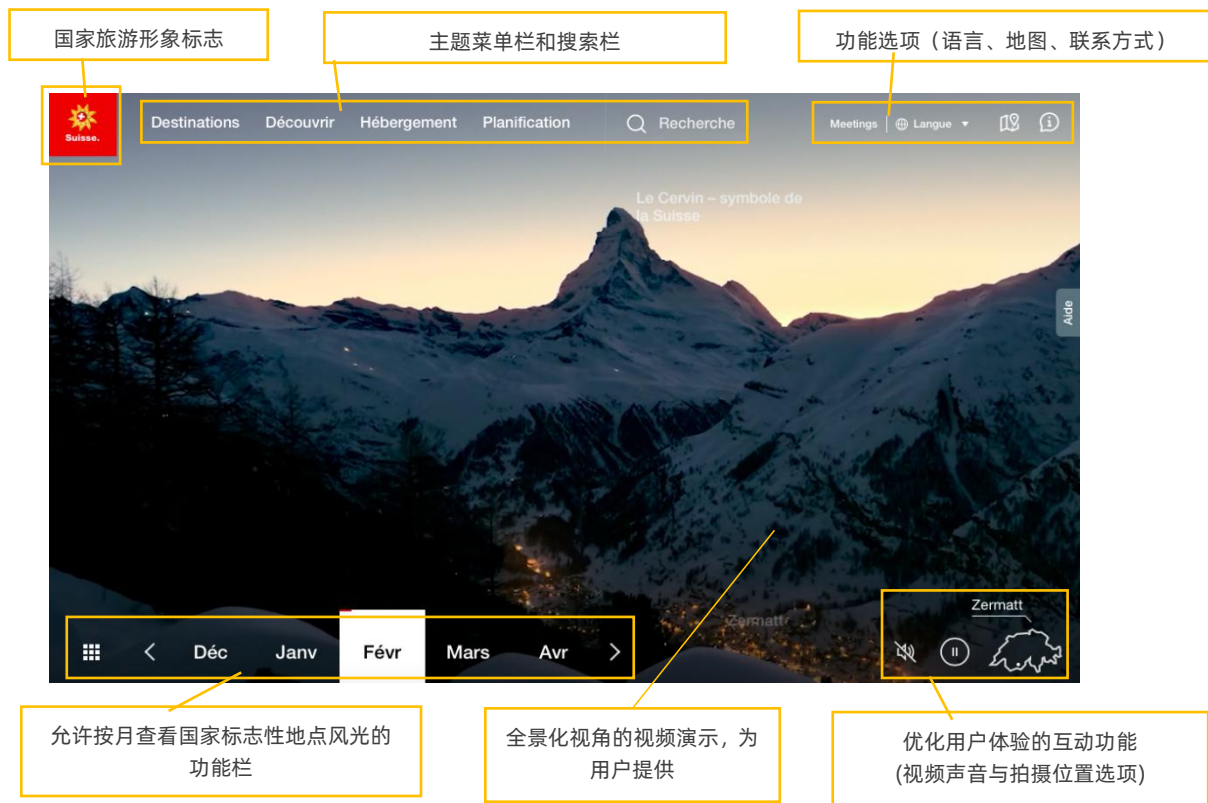 国家旅游形象标志
主题菜单栏和搜索栏
功能选项（语言、地图、联系方式）
Suisse.
Destinations Découvrir Hébergement Planification Recherche
Meetings Langue
Le Cervin – symbole de
la Suisse
Aide
Zermatt
Zermatt
Déc Janv Févr Mars Avr
允许按月查看国家标志性地点风光的
功能栏
全景化视角的视频演示，为
用户提供
优化用户体验的互动功能
(视频声音与拍摄位置选项)